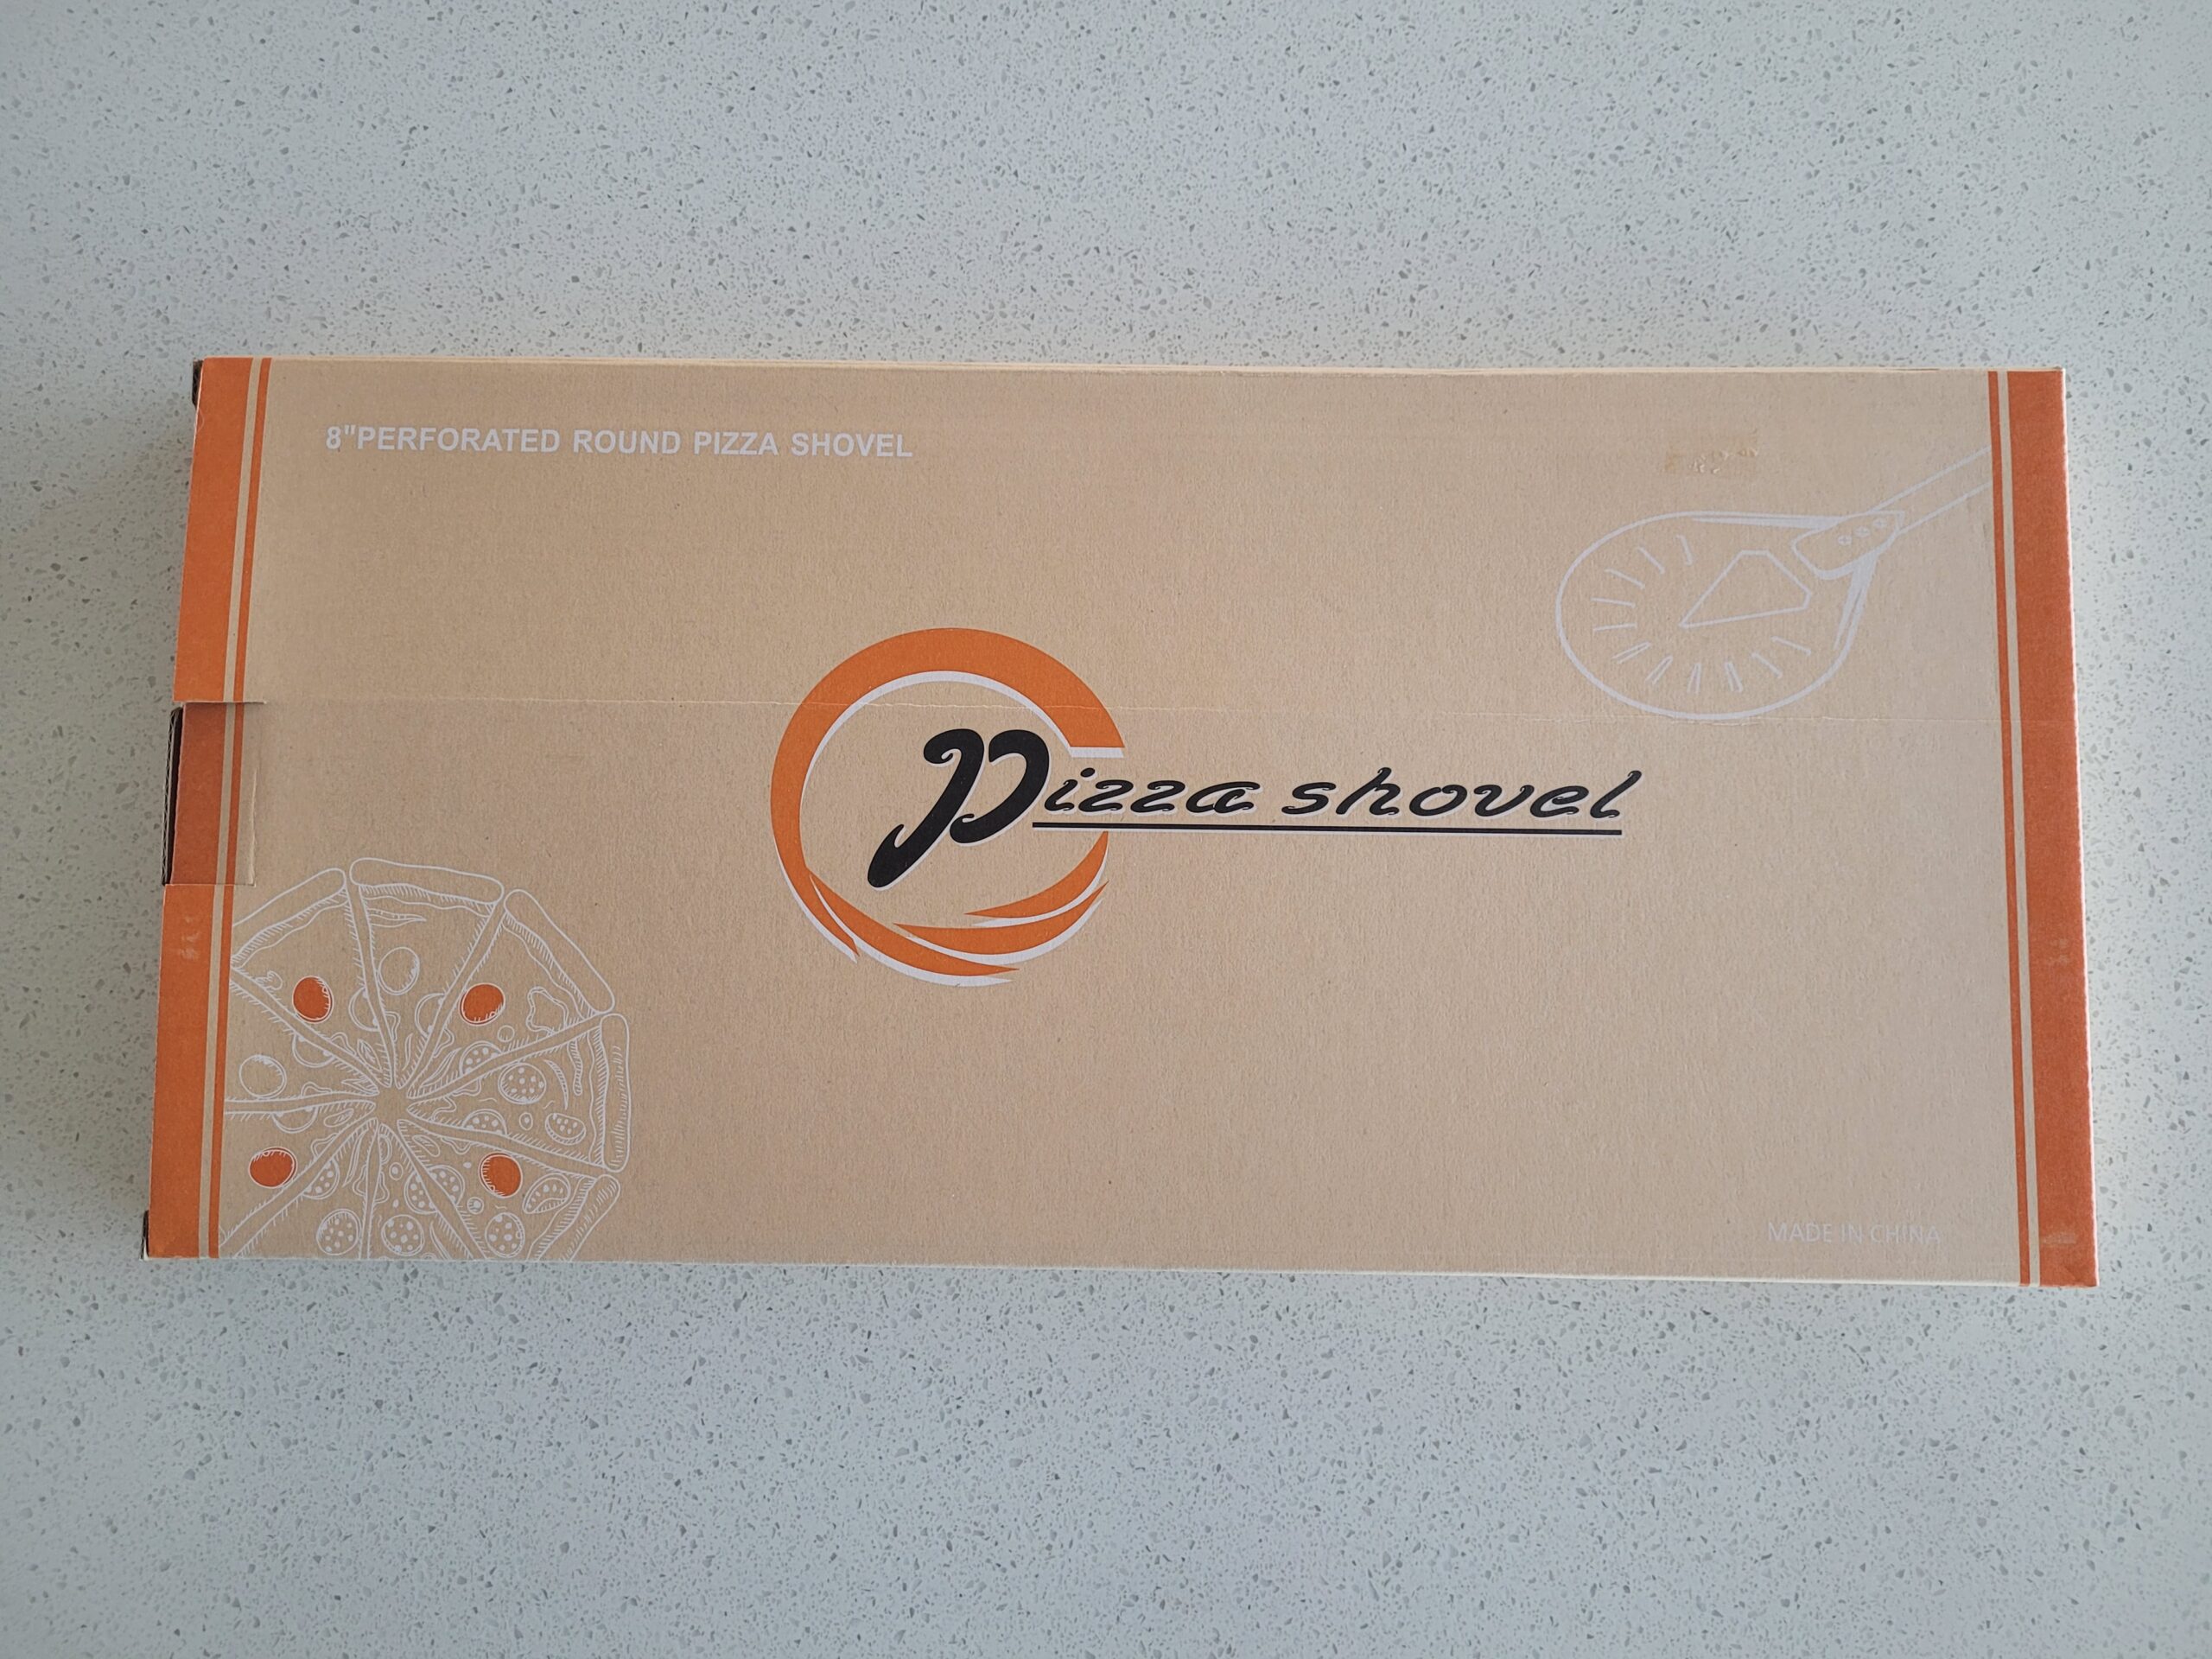 8"PERFORATED ROUND PIZZA SHOVEL
Pizza shovel
MADE IN CHINA